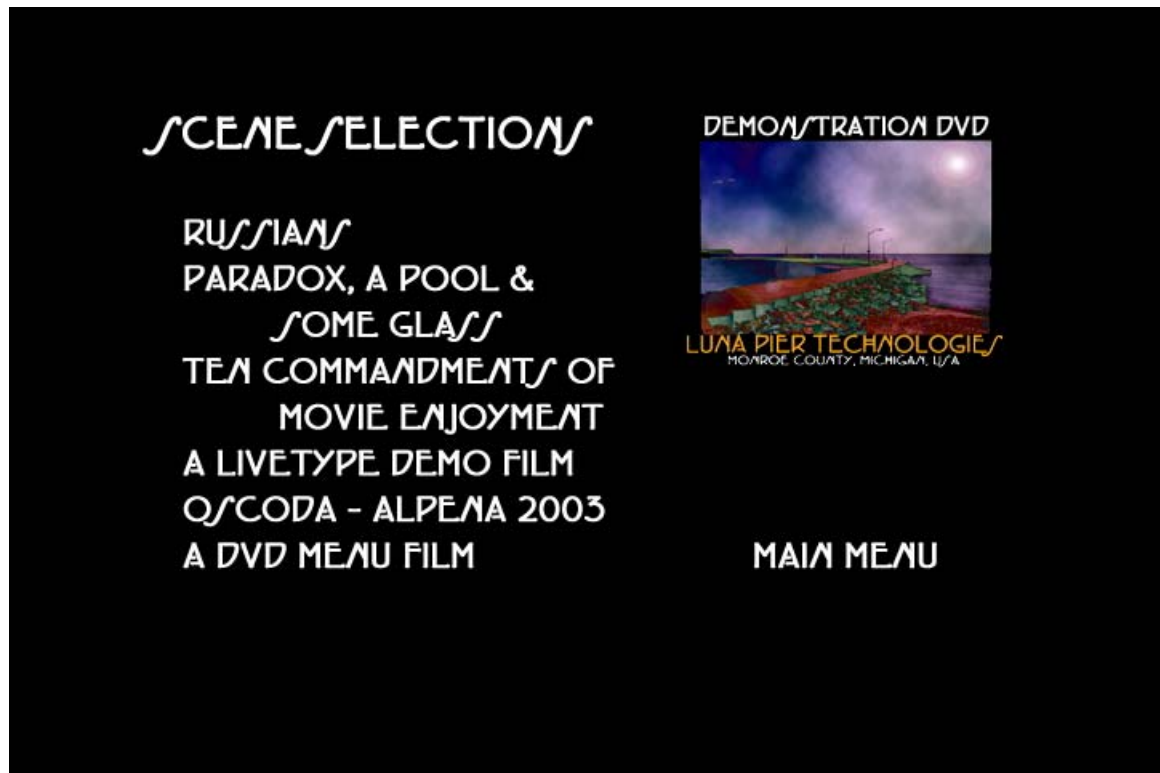 SCENE SELECTIONS
RUSSIANS
PARADOX, A POOL &
SOME GLASS
TEN COMMANDMENTS OF
MOVIE ENJOYMENT
A LIVETYPE DEMO FILM
OSCODA - ALPENA 2003
A DVD MENU FILM
DEMONSTRATION DVD
LUNA PIER TECHNOLOGIES
MONROE COUNTY, MICHIGAN, USA
MAIN MENU